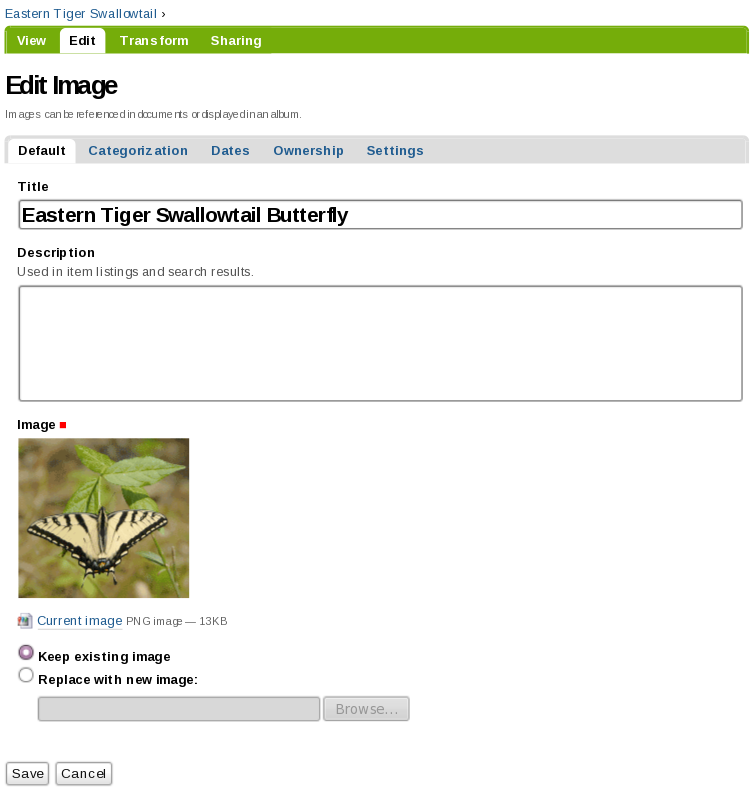 Eastern Tiger Swallowtail ›
View Edit Transform Sharing
Edit Image
Images can be referenced in documents or displayed in an album.
Default Categorization Dates Ownership Settings
Title
Eastern Tiger Swallowtail Butterfly
Description
Used in item listings and search results.
Image
Current image PNG image — 13KB
Keep existing image
Replace with new image:
Browse...
Save Cancel